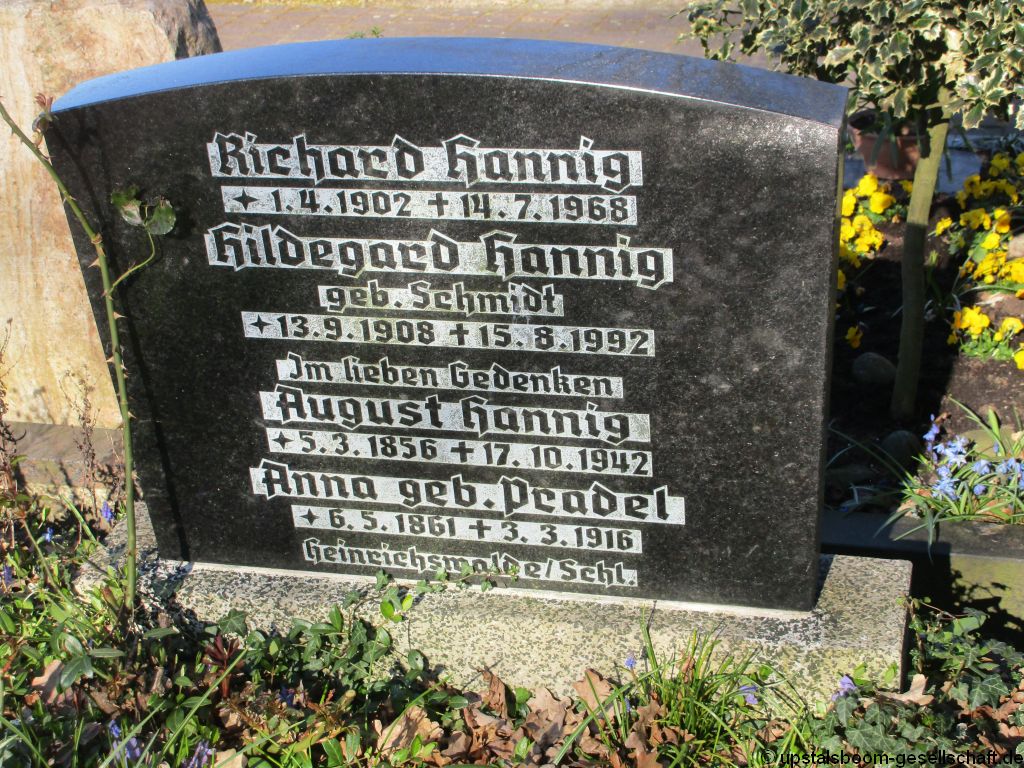 Richard Hannig
✦ 1.4.1902 ✝ 14.7.1968
Hildegard Hannig
geb. Schmidt
✦ 13.9.1908 ✝ 15.8.1992
Im lieben Gedenken
August Hannig
✦ 5.3.1856 ✝ 17.10.1942
Anna geb. Pradel
✦ 6.5.1861 ✝ 3.3.1916
Heinrichswalde/Schl.
© upstalsboom-gesellschaft.de